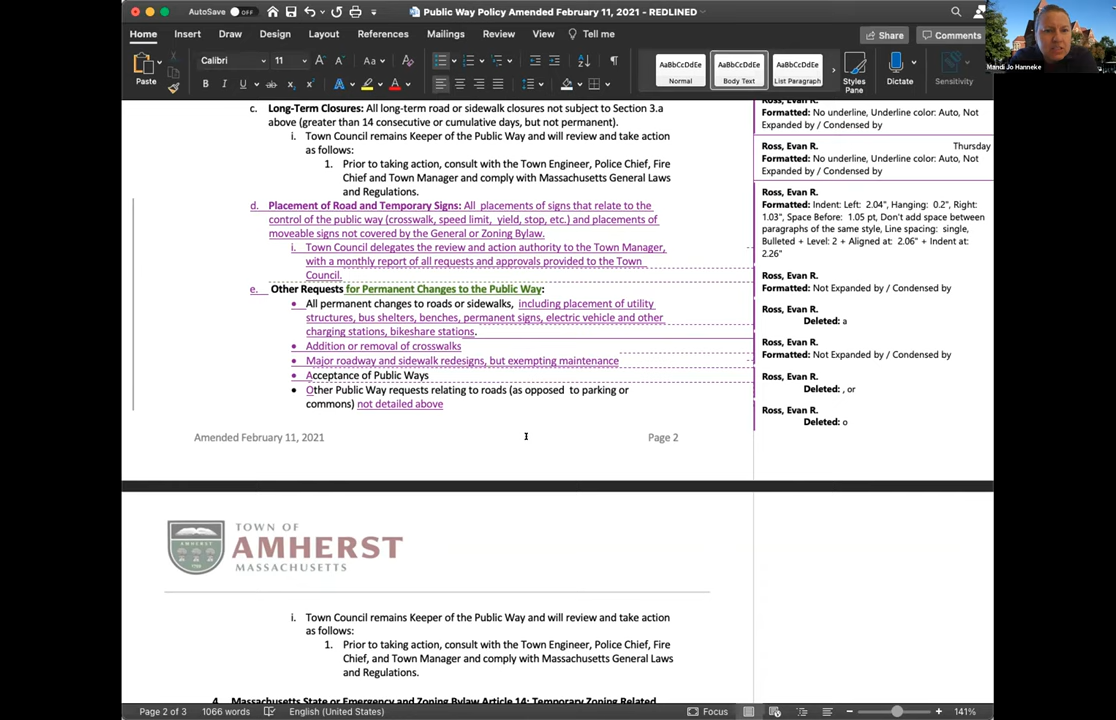 AutoSave OFF
Public Way Policy Amended February 11, 2021 - REDLINED
Home Insert Draw Design Layout References Mailings Review View Tell me
Share Comments
Mandi Jo Hanneke
Paste
Calibri 11
AaBbCcDdEe AaBbCcDdEe AaBbCcDdEe
Normal Body Text List Paragraph
Styles Pane
Dictate
Sensitivity
c. Long-Term Closures: All long-term road or sidewalk closures not subject to Section 3.a
above (greater than 14 consecutive or cumulative days, but not permanent).
i. Town Council remains Keeper of the Public Way and will review and take action
as follows:
1. Prior to taking action, consult with the Town Engineer, Police Chief, Fire
Chief and Town Manager and comply with Massachusetts General Laws
and Regulations.
d. Placement of Road and Temporary Signs: All placements of signs that relate to the
control of the public way (crosswalk, speed limit, yield, stop, etc.) and placements of
moveable signs not covered by the General or Zoning Bylaw.
i. Town Council delegates the review and action authority to the Town Manager,
with a monthly report of all requests and approvals provided to the Town
Council.
e. Other Requests for Permanent Changes to the Public Way:
• All permanent changes to roads or sidewalks, including placement of utility
structures, bus shelters, benches, permanent signs, electric vehicle and other
charging stations, bikeshare stations.
• Addition or removal of crosswalks
• Major roadway and sidewalk redesigns, but exempting maintenance
• Acceptance of Public Ways
• Other Public Way requests relating to roads (as opposed to parking or
commons) not detailed above
Amended February 11, 2021 Page 2
Ross, Evan R.
Formatted: No underline, Underline color: Auto, Not
Expanded by / Condensed by
Ross, Evan R. Thursday
Formatted: No underline, Underline color: Auto, Not
Expanded by / Condensed by
Ross, Evan R.
Formatted: Indent: Left: 2.04", Hanging: 0.2", Right:
1.03", Space Before: 1.05 pt, Don't add space between
paragraphs of the same style, Line spacing: single,
Bulleted + Level: 2 + Aligned at: 2.06" + Indent at:
2.26"
Ross, Evan R.
Formatted: Not Expanded by / Condensed by
Ross, Evan R.
Deleted: a
Ross, Evan R.
Formatted: Not Expanded by / Condensed by
Ross, Evan R.
Deleted: , or
Ross, Evan R.
Deleted: o
TOWN OF
AMHERST
MASSACHUSETTS
i. Town Council remains Keeper of the Public Way and will review and take action
as follows:
1. Prior to taking action, consult with the Town Engineer, Police Chief, Fire
Chief, and Town Manager and comply with Massachusetts General Laws
and Regulations.
4. Massachusetts State or Emergency and Zoning Bylaw Article 14: Temporary Zoning Related
Page 2 of 3 1066 words English (United States) Focus 141%